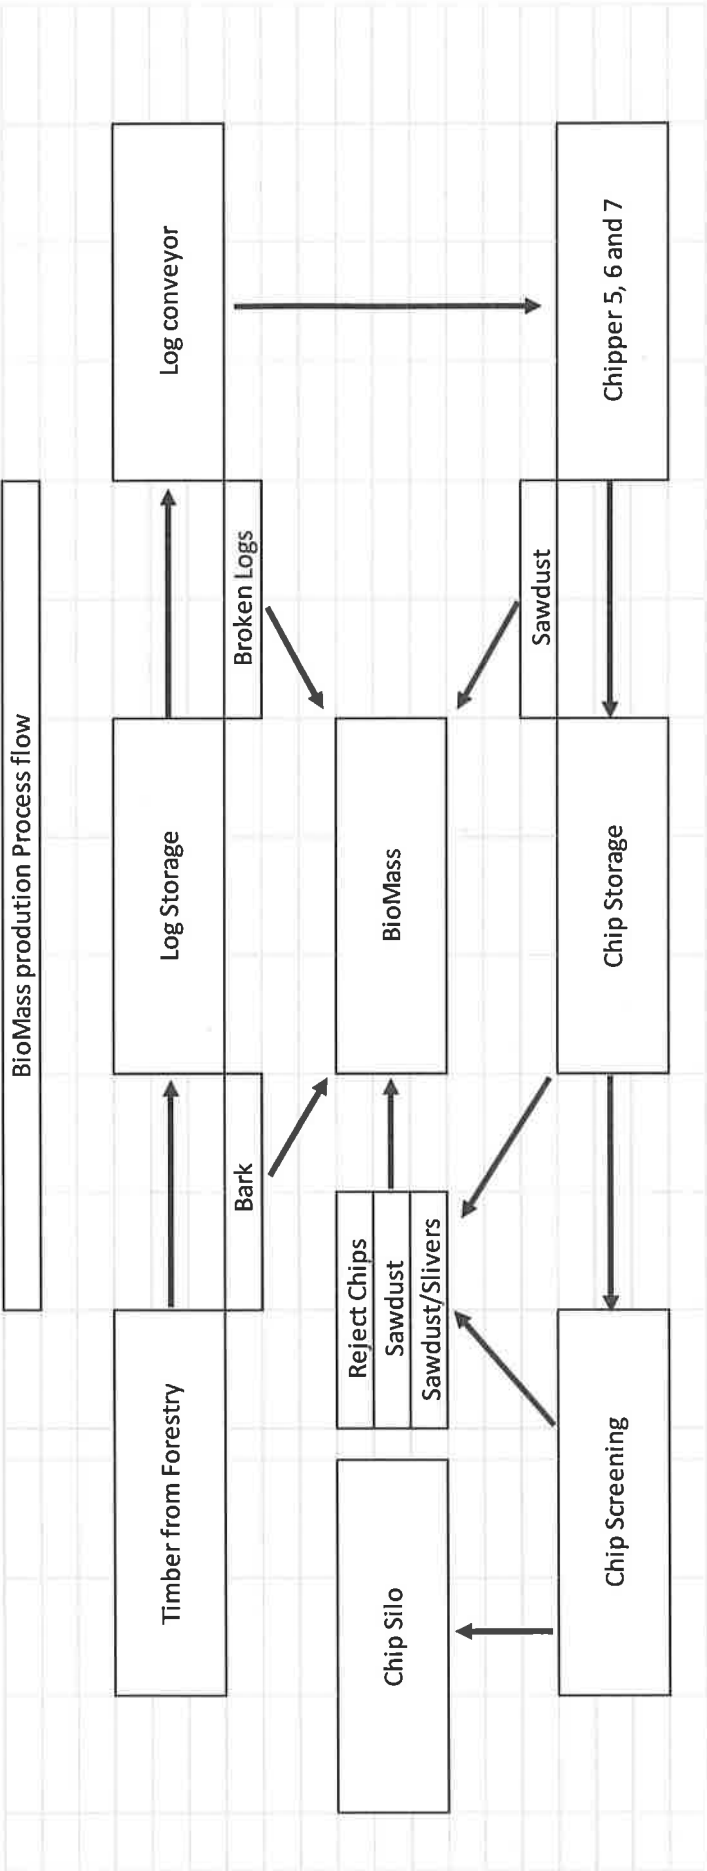 BioMass prodution Process flow
Timber from Forestry
Log Storage
Log conveyor
Bark
Broken Logs
Chip Silo
Reject Chips
Sawdust
Sawdust/Slivers
BioMass
Sawdust
Chip Screening
Chip Storage
Chipper 5, 6 and 7